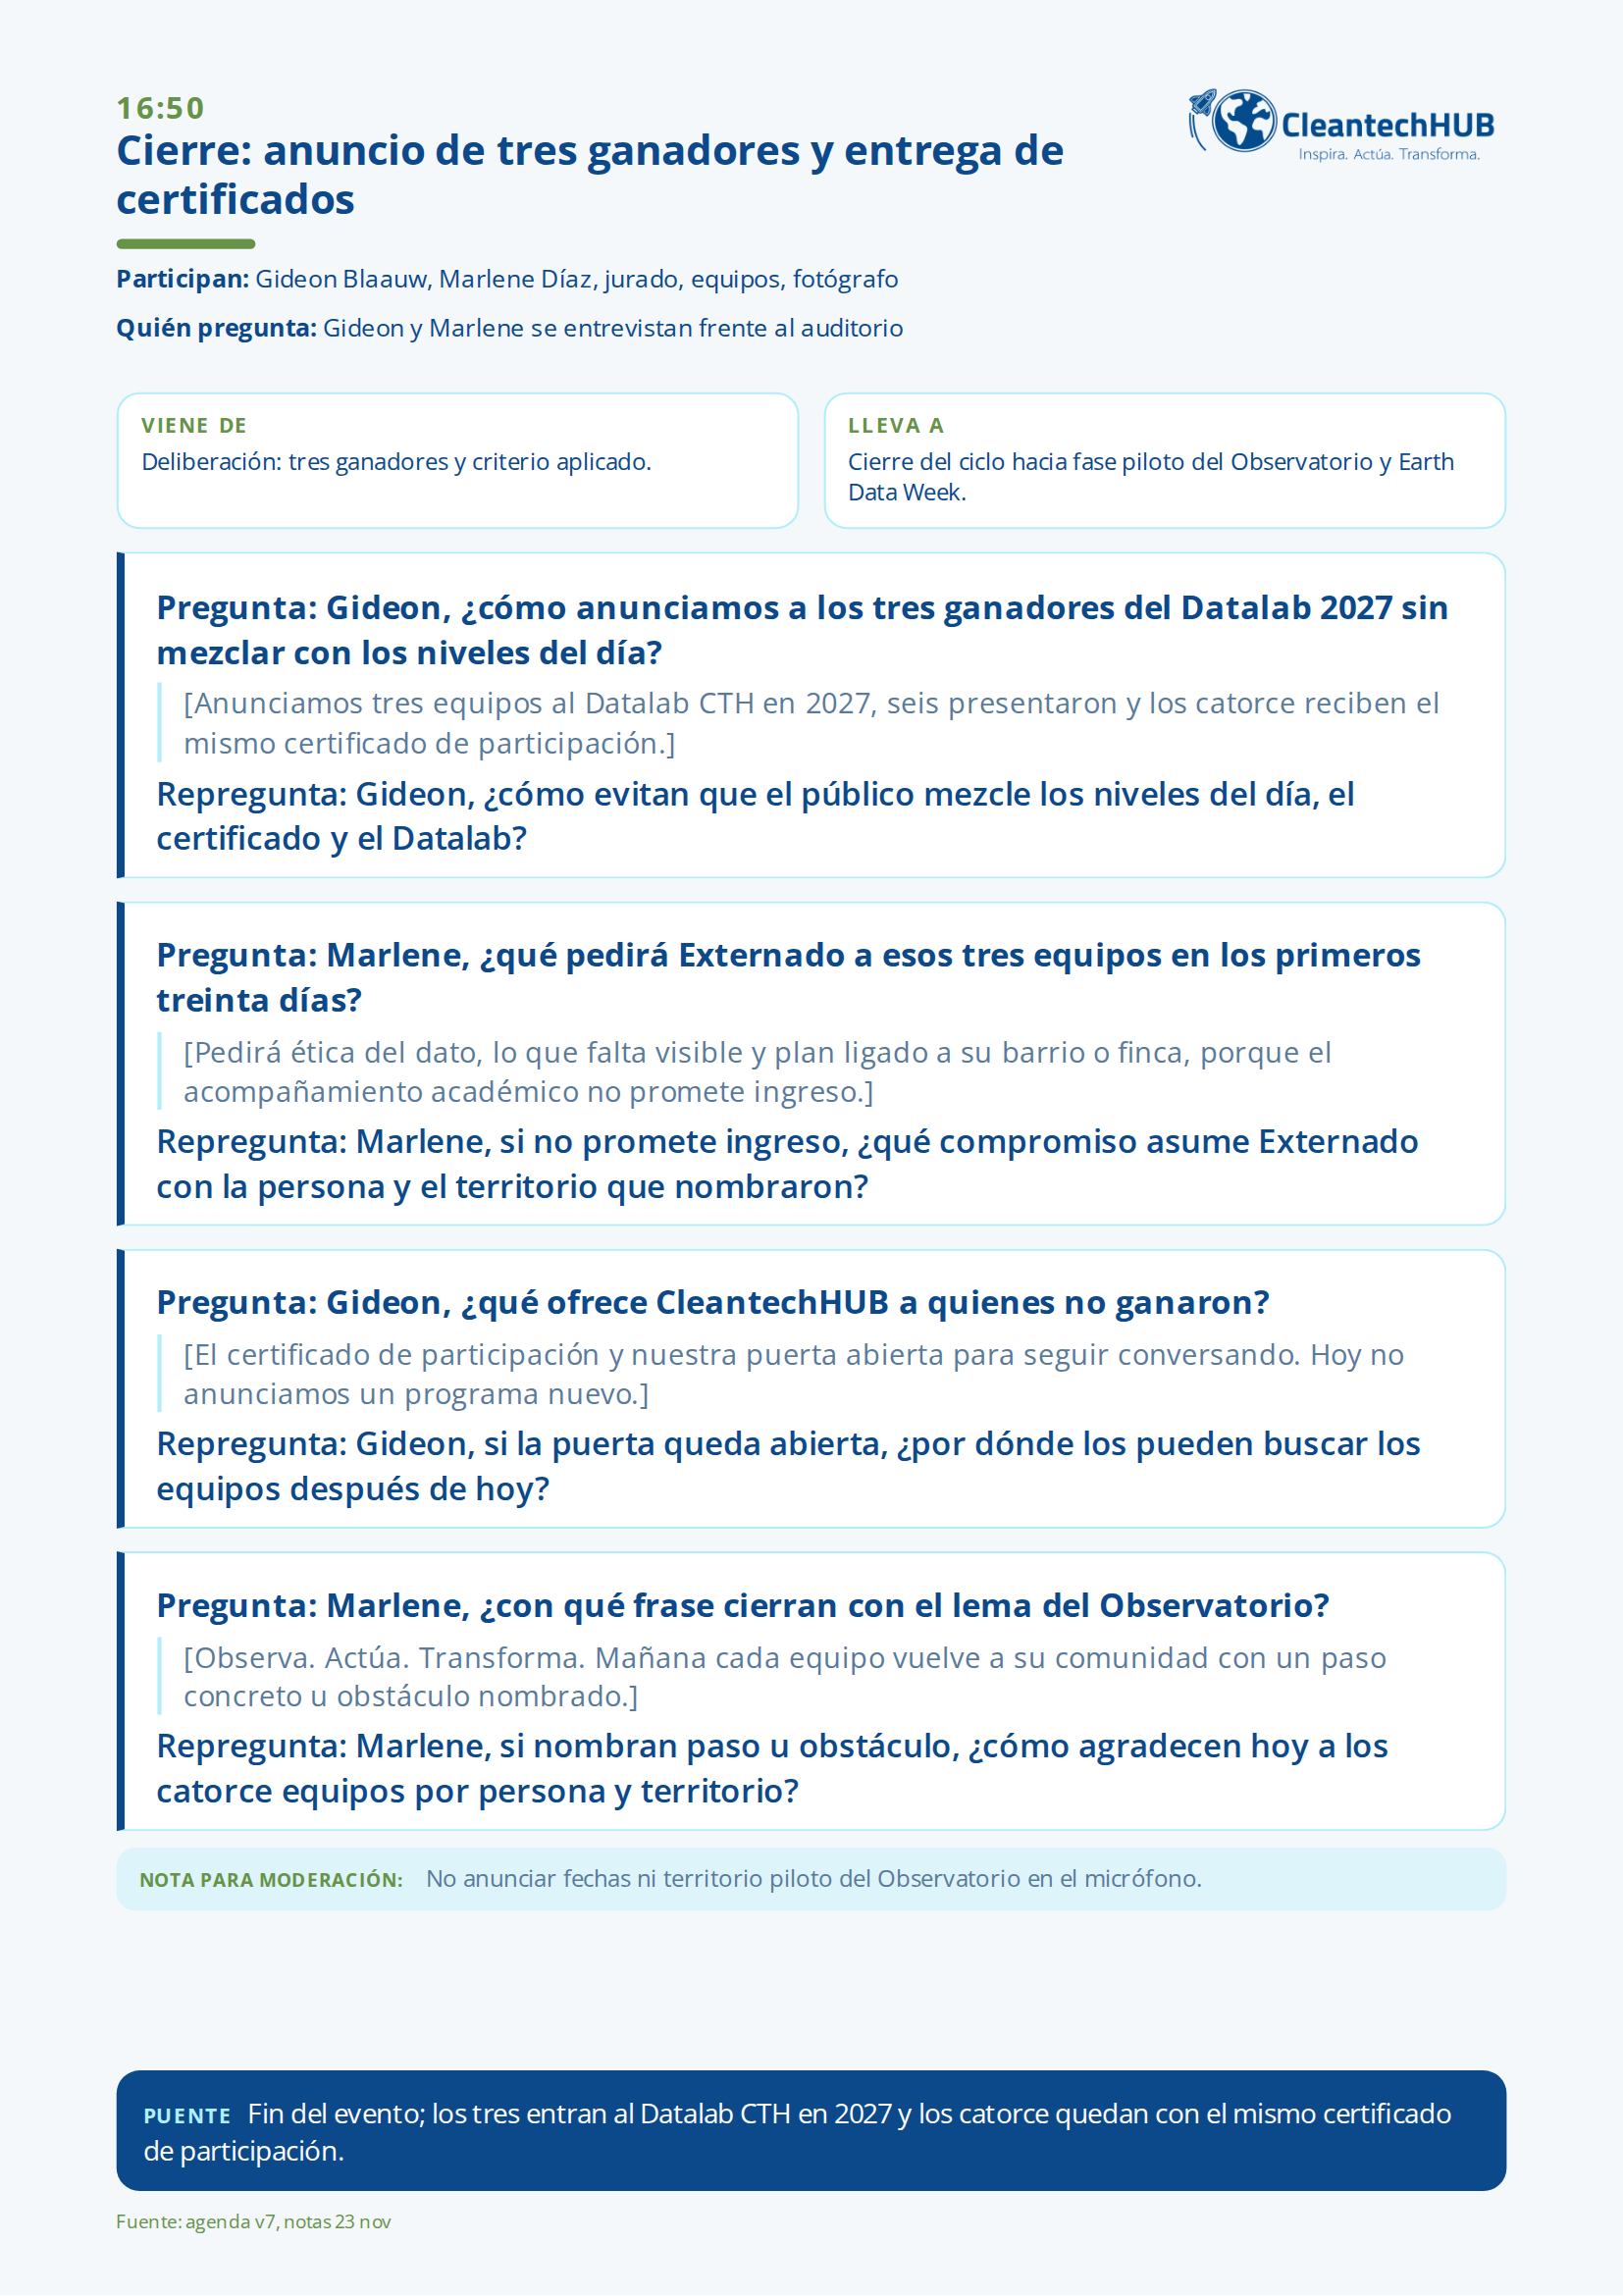 16:50
Cierre: anuncio de tres ganadores y entrega de
certificados
CleantechHUB
Inspira. Actúa. Transforma.
Participan: Gideon Blaauw, Marlene Díaz, jurado, equipos, fotógrafo
Quién pregunta: Gideon y Marlene se entrevistan frente al auditorio
VIENE DE
Deliberación: tres ganadores y criterio aplicado.
LLEVA A
Cierre del ciclo hacia fase piloto del Observatorio y Earth
Data Week.
Pregunta: Gideon, ¿cómo anunciamos a los tres ganadores del Datalab 2027 sin
mezclar con los niveles del día?
[Anunciamos tres equipos al Datalab CTH en 2027, seis presentaron y los catorce reciben el
mismo certificado de participación.]
Repregunta: Gideon, ¿cómo evitan que el público mezcle los niveles del día, el
certificado y el Datalab?
Pregunta: Marlene, ¿qué pedirá Externado a esos tres equipos en los primeros
treinta días?
[Pedirá ética del dato, lo que falta visible y plan ligado a su barrio o finca, porque el
acompañamiento académico no promete ingreso.]
Repregunta: Marlene, si no promete ingreso, ¿qué compromiso asume Externado
con la persona y el territorio que nombraron?
Pregunta: Gideon, ¿qué ofrece CleantechHUB a quienes no ganaron?
[El certificado de participación y nuestra puerta abierta para seguir conversando. Hoy no
anunciamos un programa nuevo.]
Repregunta: Gideon, si la puerta queda abierta, ¿por dónde los pueden buscar los
equipos después de hoy?
Pregunta: Marlene, ¿con qué frase cierran con el lema del Observatorio?
[Observa. Actúa. Transforma. Mañana cada equipo vuelve a su comunidad con un paso
concreto u obstáculo nombrado.]
Repregunta: Marlene, si nombran paso u obstáculo, ¿cómo agradecen hoy a los
catorce equipos por persona y territorio?
NOTA PARA MODERACIÓN: No anunciar fechas ni territorio piloto del Observatorio en el micrófono.
PUENTE Fin del evento; los tres entran al Datalab CTH en 2027 y los catorce quedan con el mismo certificado
de participación.
Fuente: agenda v7, notas 23 nov